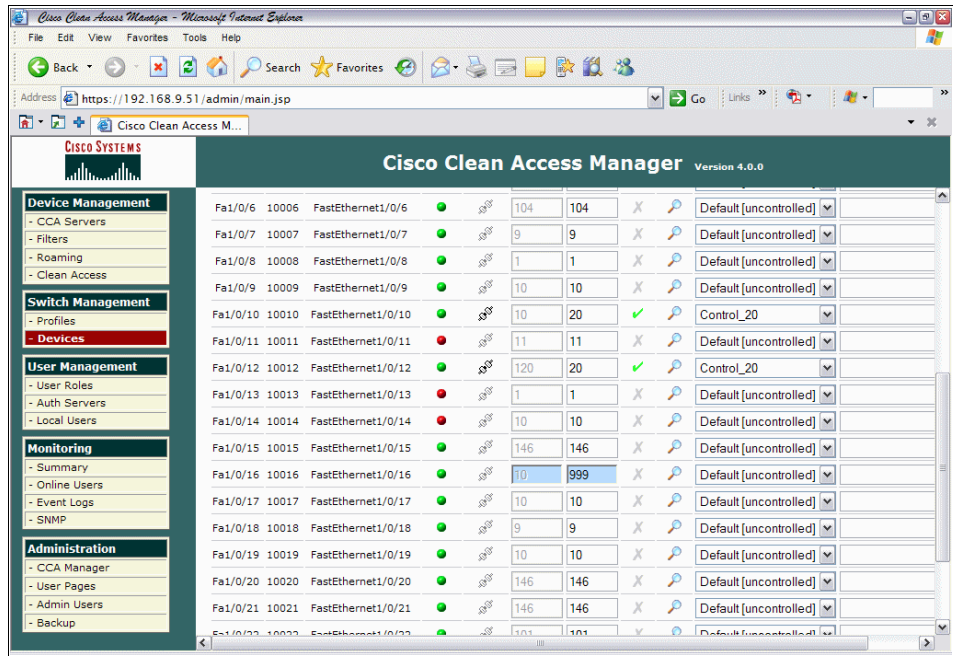 Cisco Clean Access Manager - Microsoft Internet Explorer
File Edit View Favorites Tools Help
Back Search Favorites
Address https://192.168.9.51/admin/main.jsp Go Links »
Cisco Clean Access M...
CISCO SYSTEMS
Cisco Clean Access Manager Version 4.0.0
Device Management
- CCA Servers
- Filters
- Roaming
- Clean Access
Switch Management
- Profiles
- Devices
User Management
- User Roles
- Auth Servers
- Local Users
Monitoring
- Summary
- Online Users
- Event Logs
- SNMP
Administration
- CCA Manager
- User Pages
- Admin Users
- Backup
Fa1/0/6 10006 FastEthernet1/0/6 104 104 X Default [uncontrolled]
Fa1/0/7 10007 FastEthernet1/0/7 9 9 X Default [uncontrolled]
Fa1/0/8 10008 FastEthernet1/0/8 1 1 X Default [uncontrolled]
Fa1/0/9 10009 FastEthernet1/0/9 10 10 X Default [uncontrolled]
Fa1/0/10 10010 FastEthernet1/0/10 10 20 Control_20
Fa1/0/11 10011 FastEthernet1/0/11 11 11 X Default [uncontrolled]
Fa1/0/12 10012 FastEthernet1/0/12 120 20 Control_20
Fa1/0/13 10013 FastEthernet1/0/13 1 1 X Default [uncontrolled]
Fa1/0/14 10014 FastEthernet1/0/14 10 10 X Default [uncontrolled]
Fa1/0/15 10015 FastEthernet1/0/15 146 146 X Default [uncontrolled]
Fa1/0/16 10016 FastEthernet1/0/16 10 999 X Default [uncontrolled]
Fa1/0/17 10017 FastEthernet1/0/17 10 10 X Default [uncontrolled]
Fa1/0/18 10018 FastEthernet1/0/18 9 9 X Default [uncontrolled]
Fa1/0/19 10019 FastEthernet1/0/19 10 10 X Default [uncontrolled]
Fa1/0/20 10020 FastEthernet1/0/20 146 146 X Default [uncontrolled]
Fa1/0/21 10021 FastEthernet1/0/21 146 146 X Default [uncontrolled]
Fa1/0/22 10022 FastEthernet1/0/22 101 101 X Default [uncontrolled]